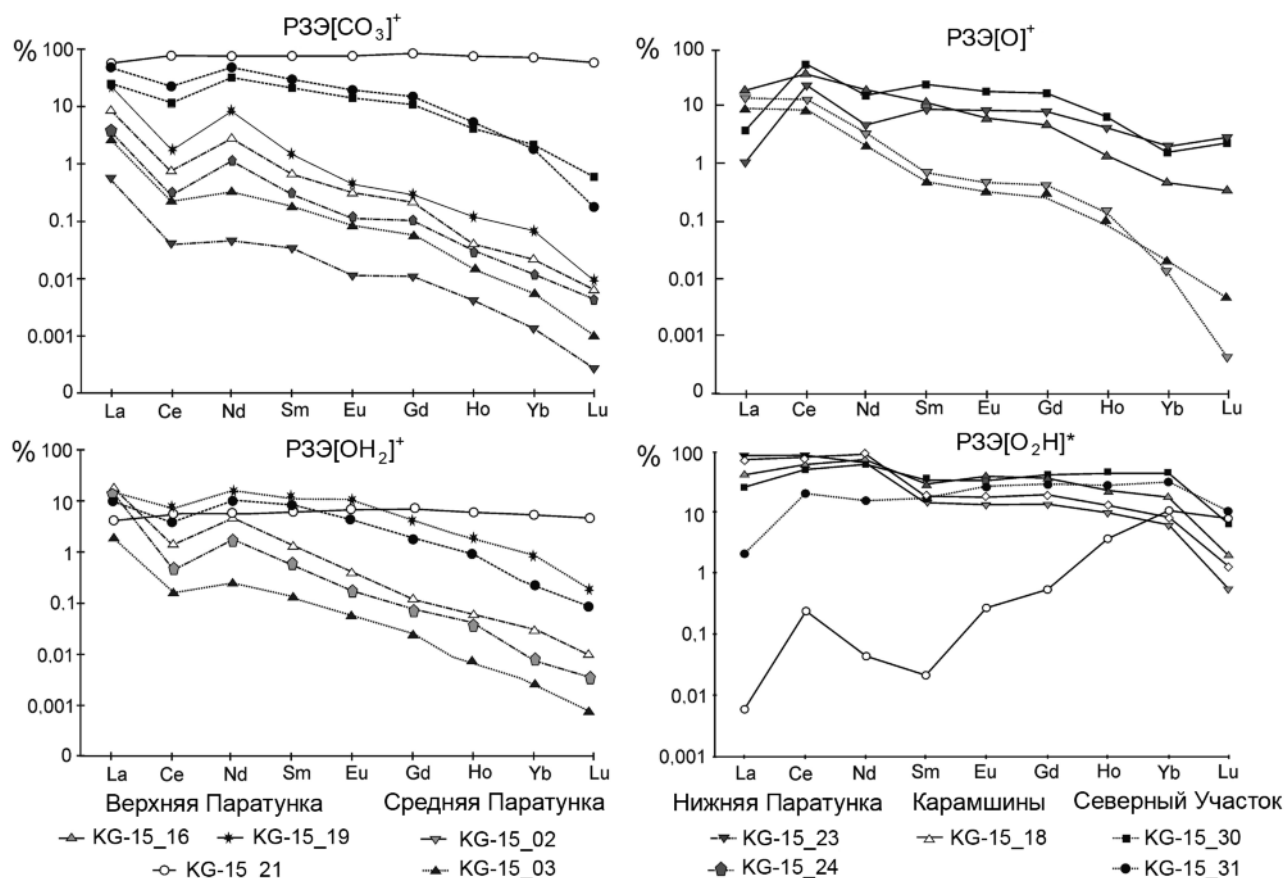 РЗЭ[CO₃]⁺
%
100
10
1
0.1
0.01
0.001
0
La Ce Nd Sm Eu Gd Ho Yb Lu
РЗЭ[O]⁺
%
100
10
1
0.1
0.01
0.001
0
La Ce Nd Sm Eu Gd Ho Yb Lu
РЗЭ[OH₂]⁺
%
100
10
1
0.1
0.01
0,001
0
La Ce Nd Sm Eu Gd Ho Yb Lu
РЗЭ[O₂H]*
%
100
10
1
0,1
0,01
0,001
La Ce Nd Sm Eu Gd Ho Yb Lu
Верхняя Паратунка Средняя Паратунка Нижняя Паратунка Карамшины Северный Участок
KG-15_16 KG-15_19 KG-15_02 KG-15_23 KG-15_18 KG-15_30
KG-15_21 KG-15_03 KG-15_24 KG-15_31